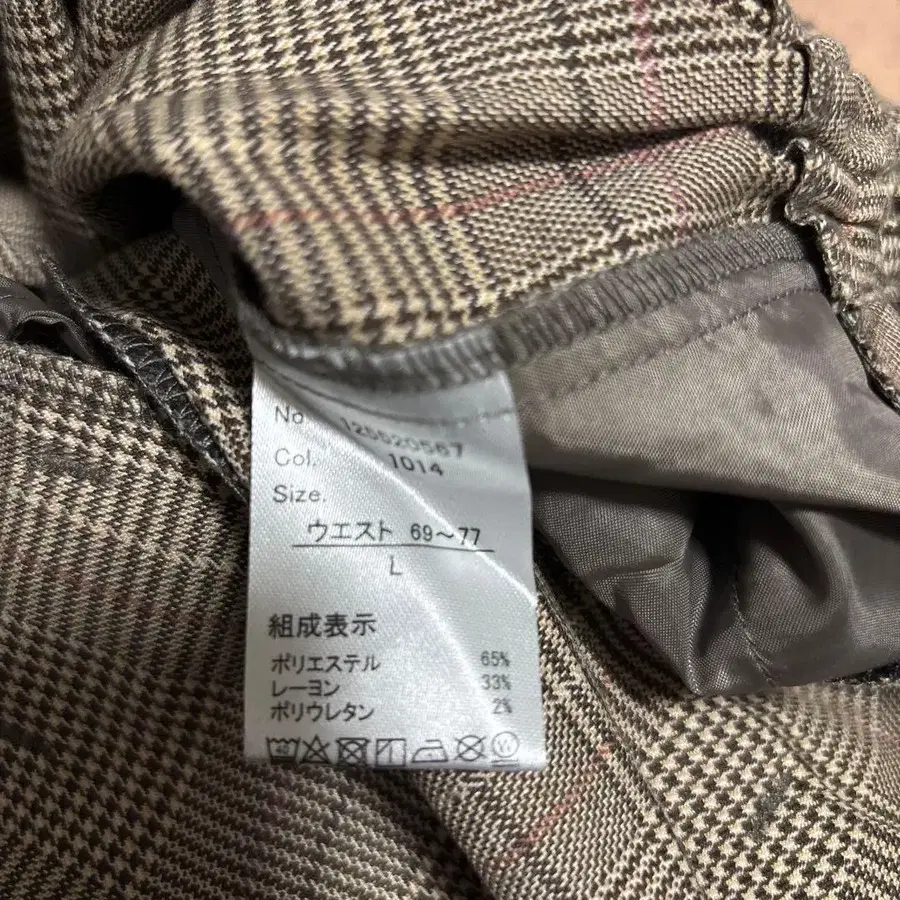 No. 125520567
Col. 1014
Size.
ウエスト 69〜77
L
組成表示
ポリエステル 65%
レーヨン 33%
ポリウレタン 2%
W